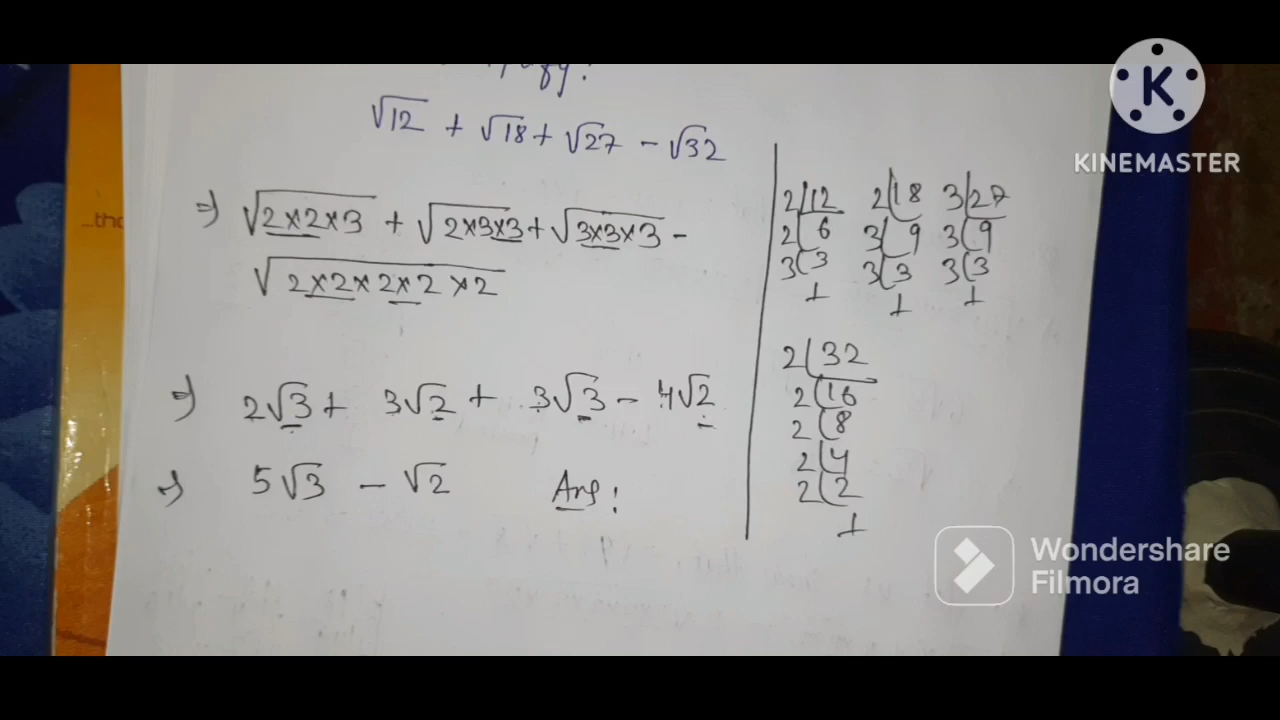 √12 + √18 + √27 - √32
⇒ √2×2×3 + √2×3×3 + √3×3×3 -
√2×2×2×2×2
⇒ 2√3 + 3√2 + 3√3 - 4√2
⇒ 5√3 - √2 Ans:
2 12 2 18 3 27
2 6 3 9 3 9
3 3 3 3 3 3
1 1 1
2 32
2 16
2 8
2 4
2 2
1
...tho
K
KINEMASTER
Wondershare
Filmora